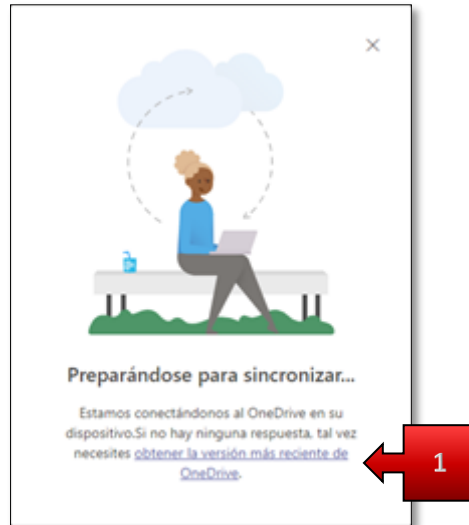 Preparándose para sincronizar...
Estamos conectándonos al OneDrive en su
dispositivo.Si no hay ninguna respuesta, tal vez
necesites obtener la versión más reciente de
OneDrive.
1